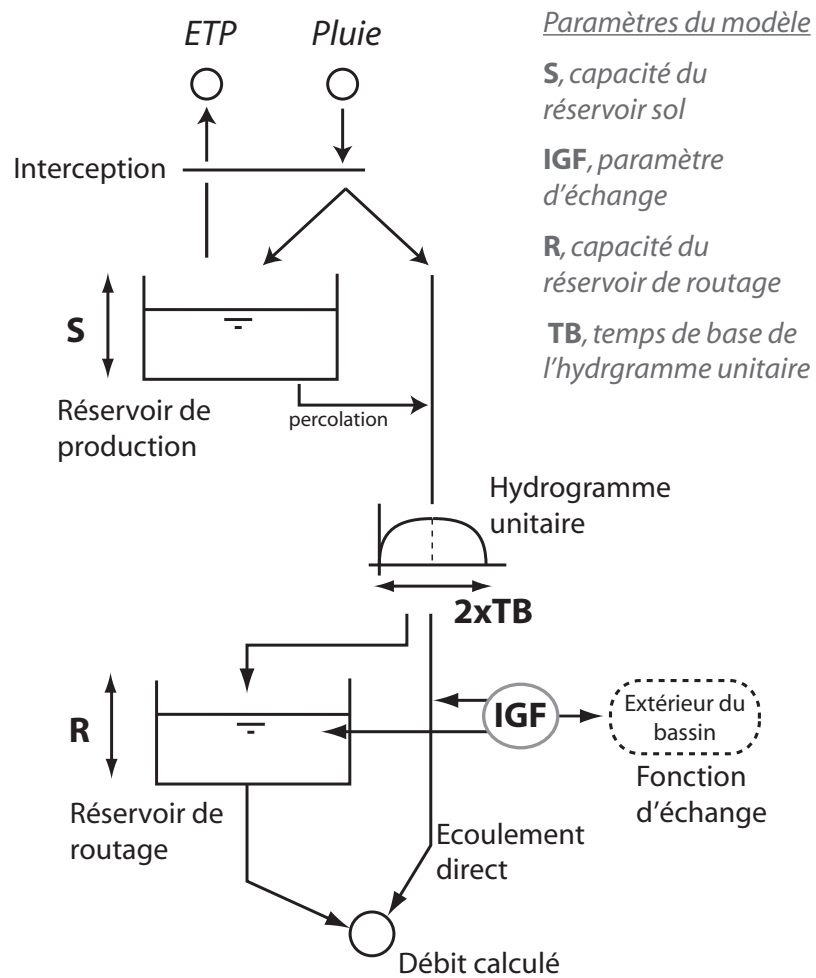 ETP
Pluie
Paramètres du modèle
S, capacité du
réservoir sol
IGF, paramètre
d'échange
R, capacité du
réservoir de routage
TB, temps de base de
l'hydrgramme unitaire
Interception
S
Réservoir de
production
percolation
Hydrogramme
unitaire
2xTB
R
IGF
Extérieur du
bassin
Fonction
d'échange
Réservoir de
routage
Ecoulement
direct
Débit calculé